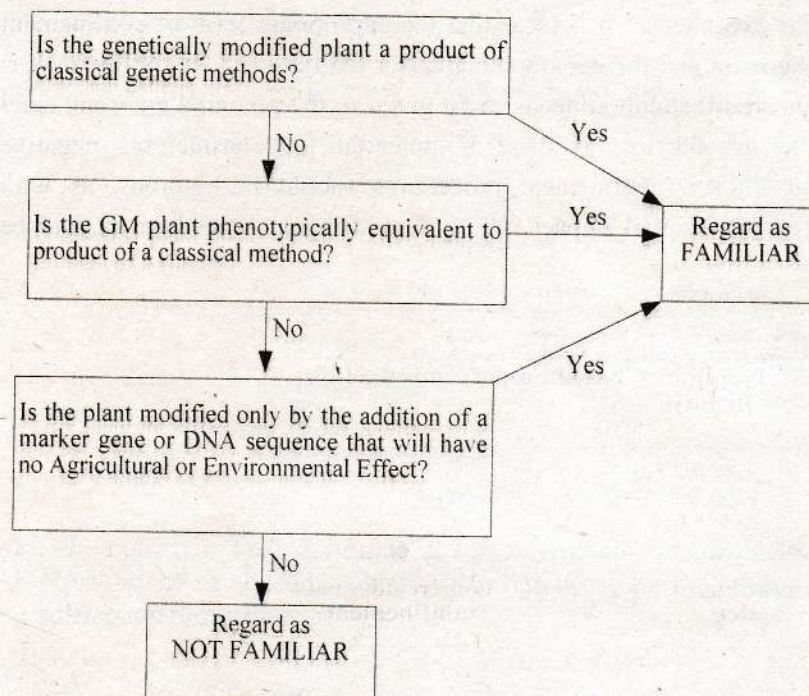 Is the genetically modified plant a product of
classical genetic methods?
No
Yes
Is the GM plant phenotypically equivalent to
product of a classical method?
Yes
Regard as
FAMILIAR
No
Yes
Is the plant modified only by the addition of a
marker gene or DNA sequence that will have
no Agricultural or Environmental Effect?
No
Regard as
NOT FAMILIAR